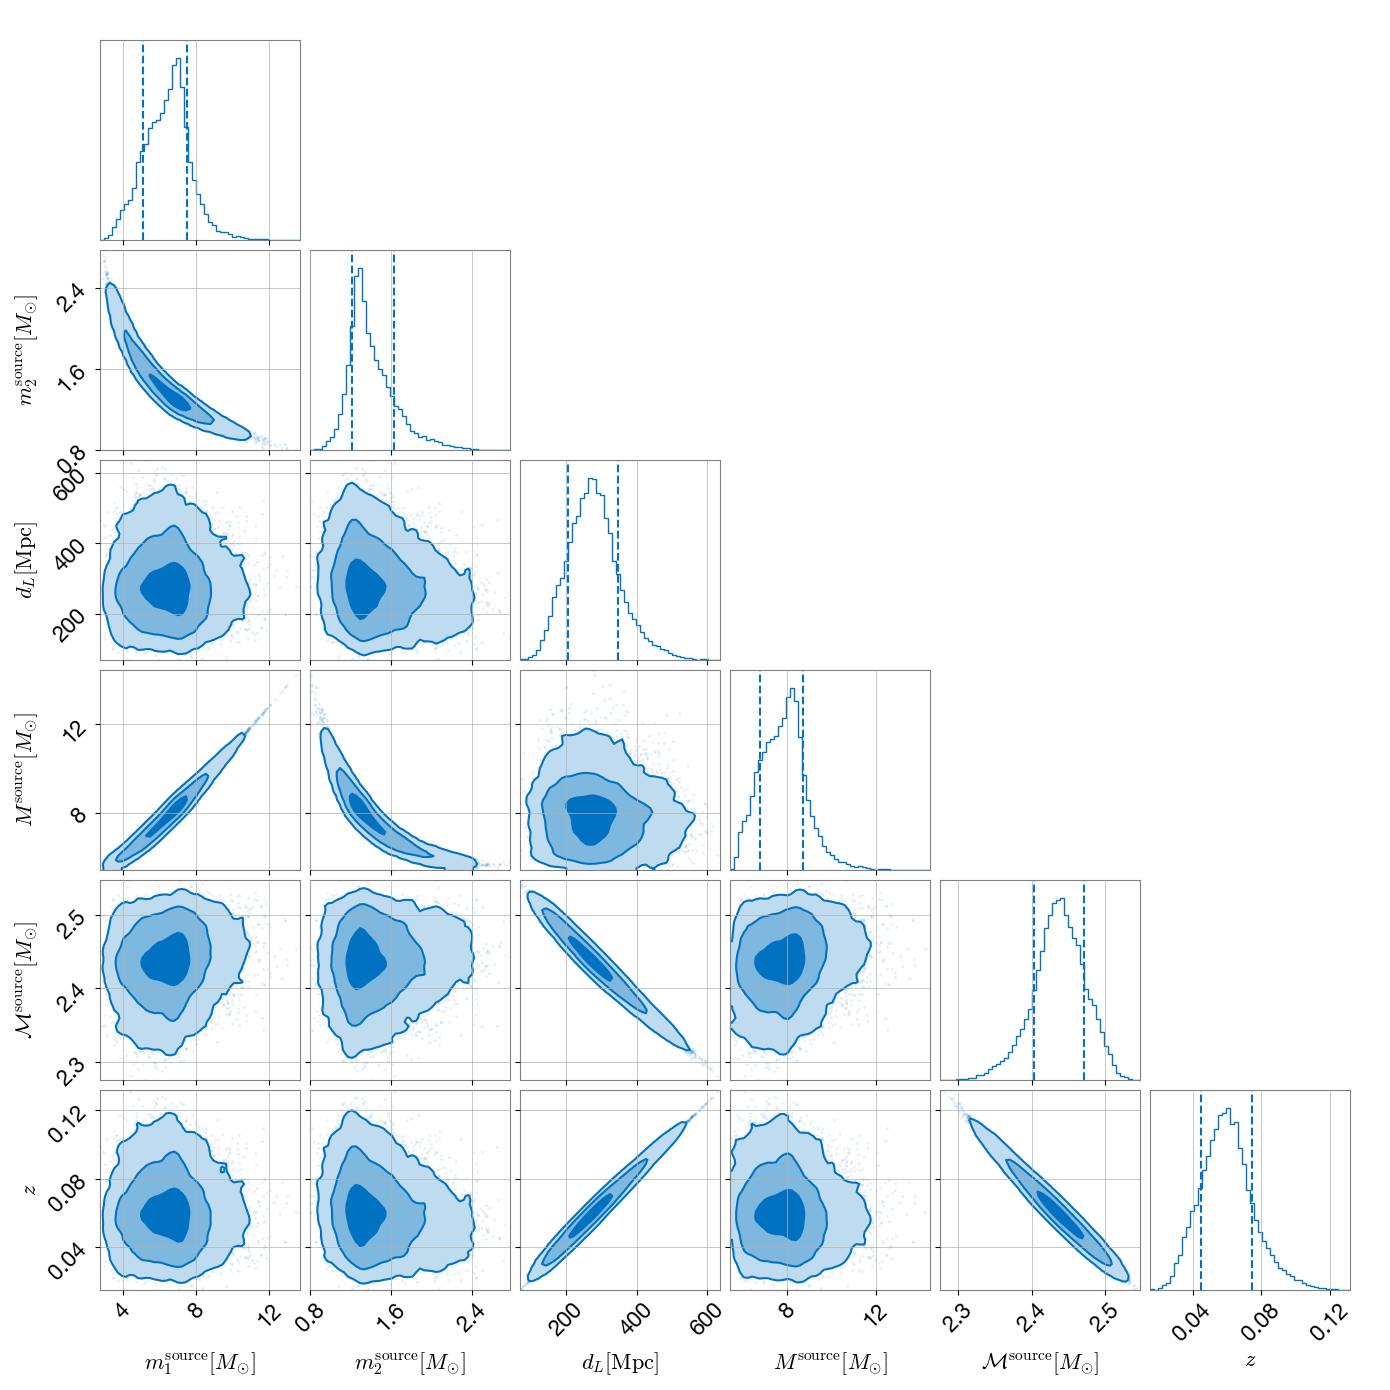 2.4
1.6
0.8
m₂^source[M⊙]
600
400
200
d_L[Mpc]
12
8
M^source[M⊙]
2.5
2.4
2.3
ℳ^source[M⊙]
0.12
0.08
0.04
z
4 8 12 0.8 1.6 2.4 200 400 600 8 12 2.3 2.4 2.5 0.04 0.08 0.12
m₁^source[M⊙] m₂^source[M⊙] d_L[Mpc] M^source[M⊙] ℳ^source[M⊙] z